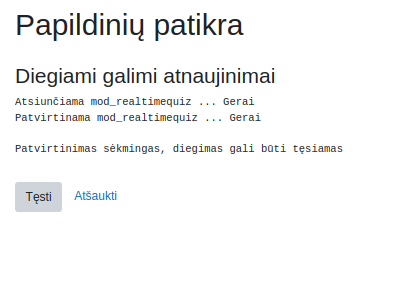 Papildinių patikra
Diegiami galimi atnaujinimai
Atsiunčiama mod_realtimequiz ... Gerai
Patvirtinama mod_realtimequiz ... Gerai
Patvirtinimas sėkmingas, diegimas gali būti tęsiamas
Tęsti
Atšaukti